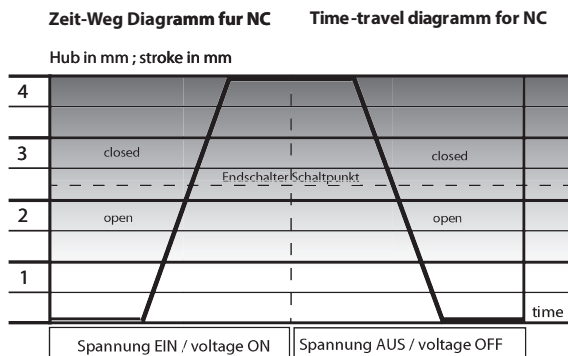 Zeit-Weg Diagramm fur NC Time-travel diagramm for NC
Hub in mm ; stroke in mm
4
3 closed closed
Endschalter Schaltpunkt
2 open open
1
time
Spannung EIN / voltage ON Spannung AUS / voltage OFF